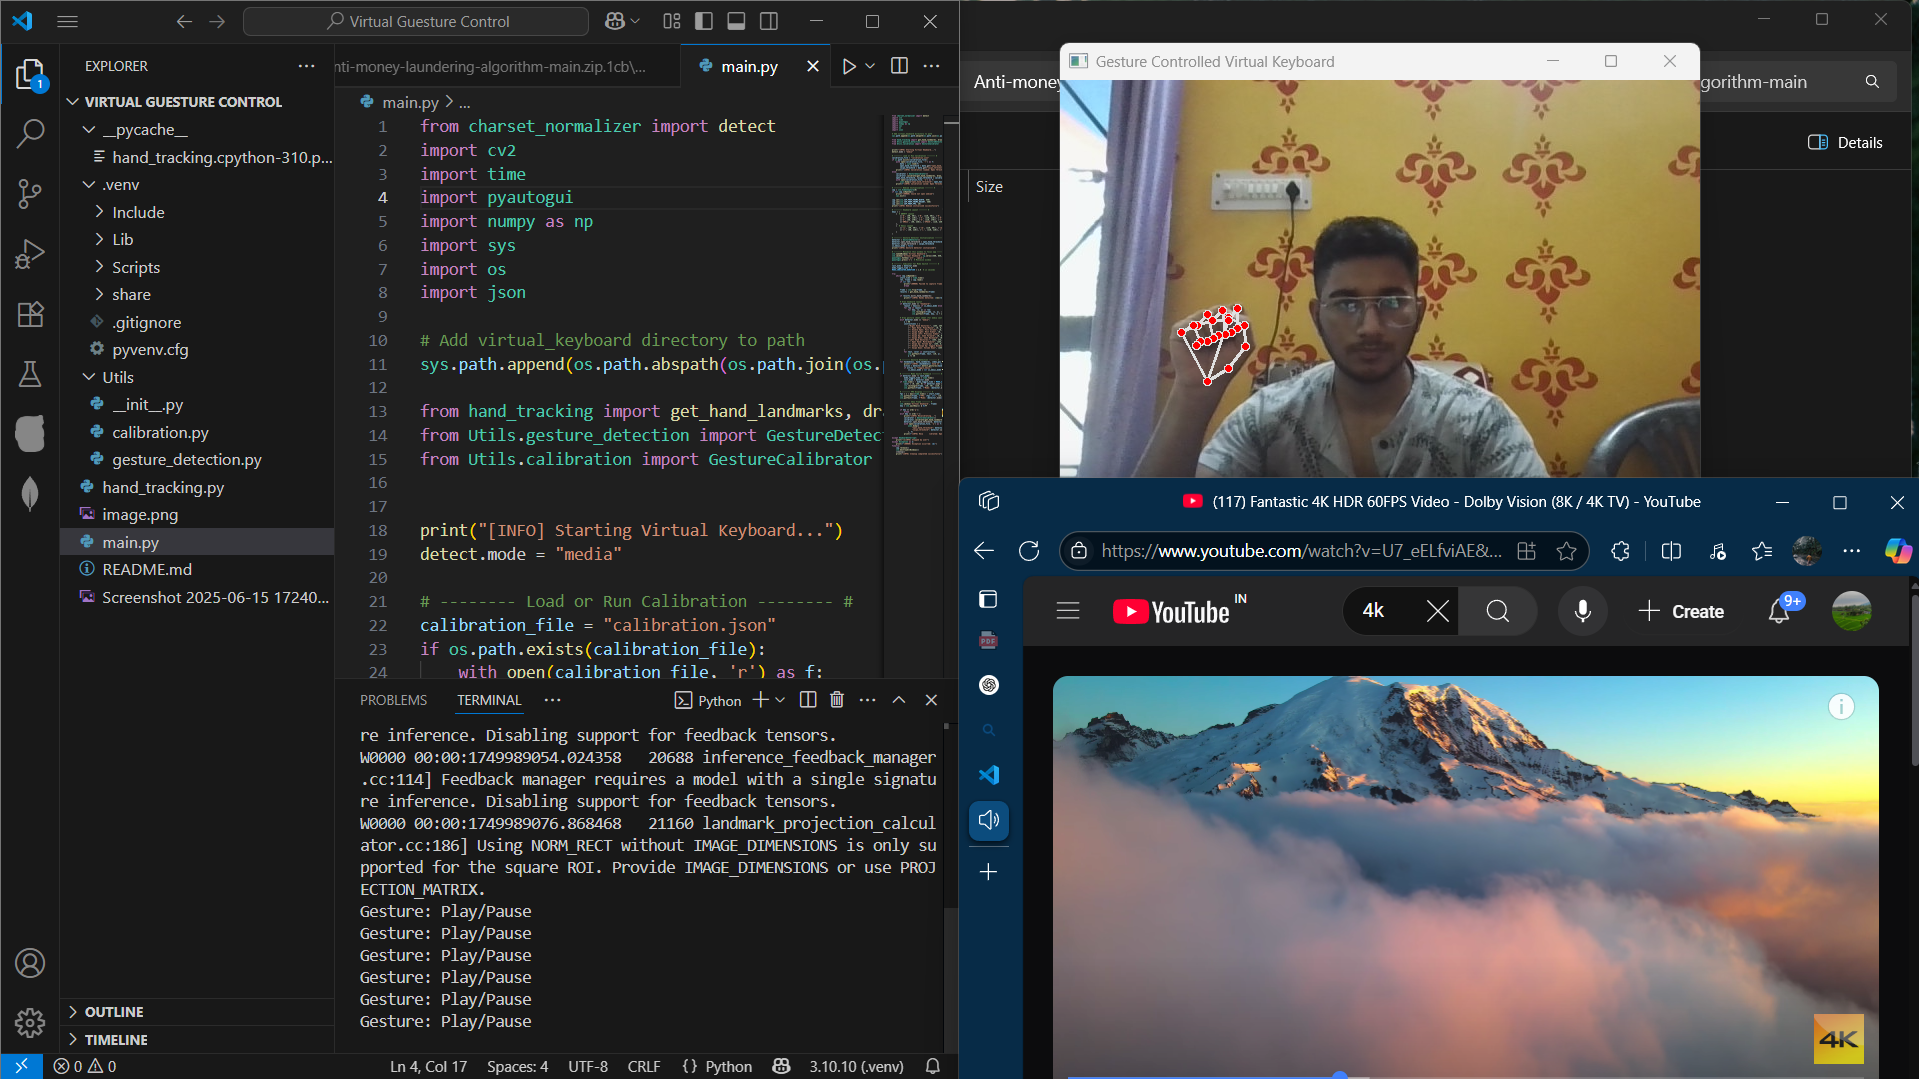 Virtual Guesture Control
EXPLORER
VIRTUAL GUESTURE CONTROL
__pycache__
hand_tracking.cpython-310.p...
.venv
Include
Lib
Scripts
share
.gitignore
pyvenv.cfg
Utils
__init__.py
calibration.py
gesture_detection.py
hand_tracking.py
image.png
main.py
README.md
Screenshot 2025-06-15 17240...
OUTLINE
TIMELINE
1
nti-money-laundering-algorithm-main.zip.1cb\...
main.py
main.py > ...
1 from charset_normalizer import detect
2 import cv2
3 import time
4 import pyautogui
5 import numpy as np
6 import sys
7 import os
8 import json
9
10 # Add virtual_keyboard directory to path
11 sys.path.append(os.path.abspath(os.path.join(os.
12
13 from hand_tracking import get_hand_landmarks, dr
14 from Utils.gesture_detection import GestureDetec
15 from Utils.calibration import GestureCalibrator
16
17
18 print("[INFO] Starting Virtual Keyboard...")
19 detect.mode = "media"
20
21 # -------- Load or Run Calibration -------- #
22 calibration_file = "calibration.json"
23 if os.path.exists(calibration_file):
24 with open(calibration_file, 'r') as f:
PROBLEMS
TERMINAL
Python
re inference. Disabling support for feedback tensors.
W0000 00:00:1749989054.024358 20688 inference_feedback_manager
.cc:114] Feedback manager requires a model with a single signatu
re inference. Disabling support for feedback tensors.
W0000 00:00:1749989076.868468 21160 landmark_projection_calcul
ator.cc:186] Using NORM_RECT without IMAGE_DIMENSIONS is only su
pported for the square ROI. Provide IMAGE_DIMENSIONS or use PROJ
ECTION_MATRIX.
Gesture: Play/Pause
Gesture: Play/Pause
Gesture: Play/Pause
Gesture: Play/Pause
Gesture: Play/Pause
Gesture: Play/Pause
0 0
Ln 4, Col 17
Spaces: 4
UTF-8
CRLF
{} Python
3.10.10 (.venv)
Anti-money
gorithm-main
Details
Size
Gesture Controlled Virtual Keyboard
(117) Fantastic 4K HDR 60FPS Video - Dolby Vision (8K / 4K TV) - YouTube
https://www.youtube.com/watch?v=U7_eELfviAE&...
PDF
YouTube IN
4k
Create
9+
4K